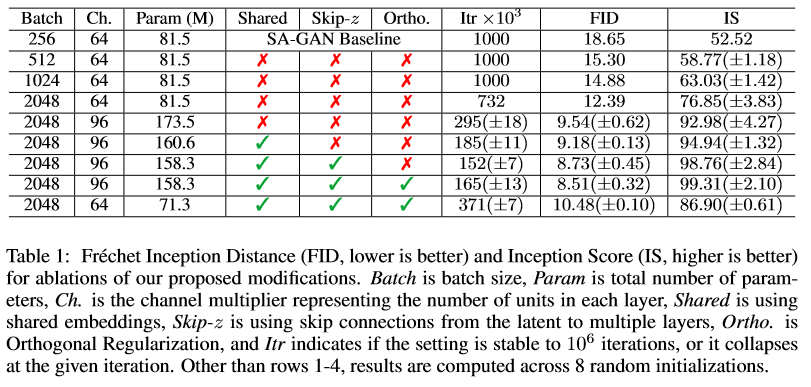 Batch Ch. Param (M) Shared Skip-z Ortho. Itr ×10³ FID IS
256 64 81.5 SA-GAN Baseline 1000 18.65 52.52
512 64 81.5 ✗ ✗ ✗ 1000 15.30 58.77(±1.18)
1024 64 81.5 ✗ ✗ ✗ 1000 14.88 63.03(±1.42)
2048 64 81.5 ✗ ✗ ✗ 732 12.39 76.85(±3.83)
2048 96 173.5 ✗ ✗ ✗ 295(±18) 9.54(±0.62) 92.98(±4.27)
2048 96 160.6 ✓ ✗ ✗ 185(±11) 9.18(±0.13) 94.94(±1.32)
2048 96 158.3 ✓ ✓ ✗ 152(±7) 8.73(±0.45) 98.76(±2.84)
2048 96 158.3 ✓ ✓ ✓ 165(±13) 8.51(±0.32) 99.31(±2.10)
2048 64 71.3 ✓ ✓ ✓ 371(±7) 10.48(±0.10) 86.90(±0.61)
Table 1: Fréchet Inception Distance (FID, lower is better) and Inception Score (IS, higher is better)
for ablations of our proposed modifications. Batch is batch size, Param is total number of param-
eters, Ch. is the channel multiplier representing the number of units in each layer, Shared is using
shared embeddings, Skip-z is using skip connections from the latent to multiple layers, Ortho. is
Orthogonal Regularization, and Itr indicates if the setting is stable to 10⁶ iterations, or it collapses
at the given iteration. Other than rows 1-4, results are computed across 8 random initializations.